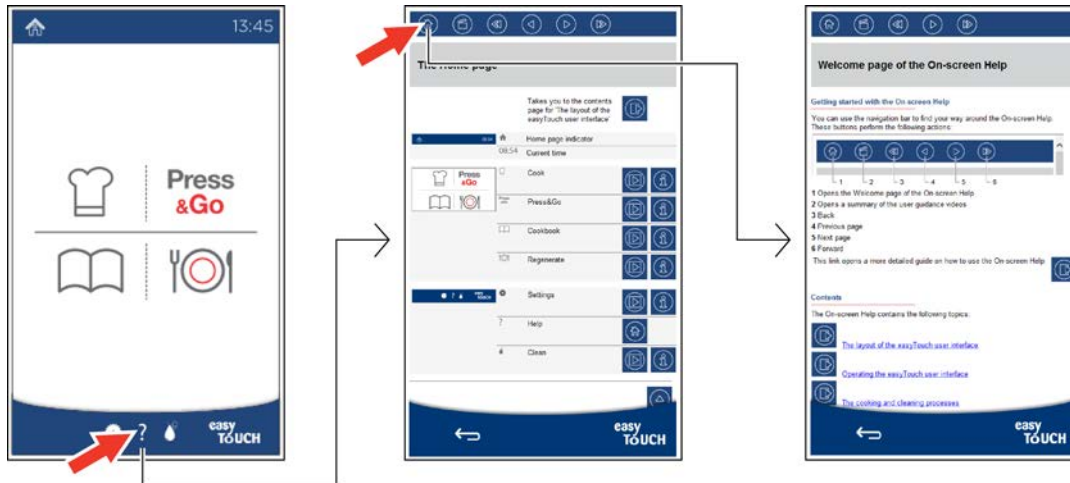 13:45
Press
&Go
?
easy
TOUCH
The Home page
Takes you to the contents
page for 'The layout of the
easyTouch user interface'
Home page indicator
08:54 Current time
Press
&Go
Cook
Press&Go
Cookbook
Regenerate
Settings
? Help
Clean
easy
TOUCH
Welcome page of the On-screen Help
Getting started with the On-screen Help
You can use the navigation bar to find your way around the On-screen Help.
These buttons perform the following actions:
1 2 3 4 5 6
1 Opens the Welcome page of the On-screen Help
2 Opens a summary of the user guidance videos
3 Back
4 Previous page
5 Next page
6 Forward
This link opens a more detailed guide on how to use the On-screen Help
Contents
The On-screen Help contains the following topics:
The layout of the easyTouch user interface
Operating the easyTouch user interface
The cooking and cleaning processes
easy
TOUCH